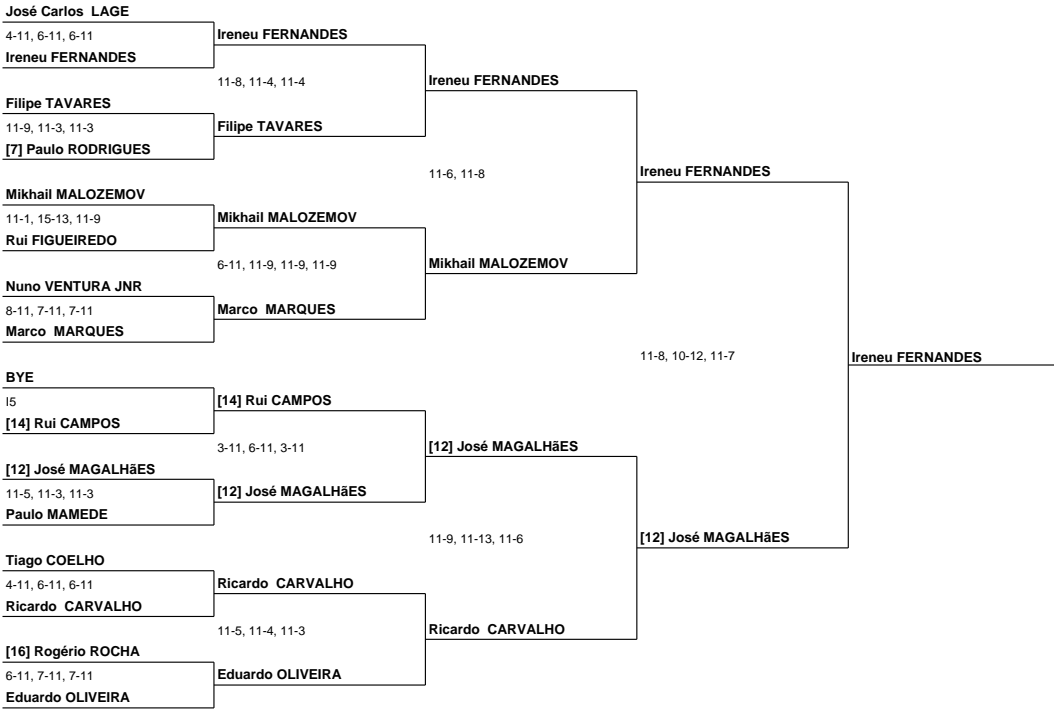 José Carlos LAGE
4-11, 6-11, 6-11
Ireneu FERNANDES
Filipe TAVARES
11-9, 11-3, 11-3
[7] Paulo RODRIGUES
Mikhail MALOZEMOV
11-1, 15-13, 11-9
Rui FIGUEIREDO
Nuno VENTURA JNR
8-11, 7-11, 7-11
Marco MARQUES
BYE
l5
[14] Rui CAMPOS
[12] José MAGALHãES
11-5, 11-3, 11-3
Paulo MAMEDE
Tiago COELHO
4-11, 6-11, 6-11
Ricardo CARVALHO
[16] Rogério ROCHA
6-11, 7-11, 7-11
Eduardo OLIVEIRA
Ireneu FERNANDES
11-8, 11-4, 11-4
Filipe TAVARES
Mikhail MALOZEMOV
6-11, 11-9, 11-9, 11-9
Marco MARQUES
[14] Rui CAMPOS
3-11, 6-11, 3-11
[12] José MAGALHãES
Ricardo CARVALHO
11-5, 11-4, 11-3
Eduardo OLIVEIRA
Ireneu FERNANDES
11-6, 11-8
Mikhail MALOZEMOV
[12] José MAGALHãES
11-9, 11-13, 11-6
Ricardo CARVALHO
Ireneu FERNANDES
11-8, 10-12, 11-7
[12] José MAGALHãES
Ireneu FERNANDES